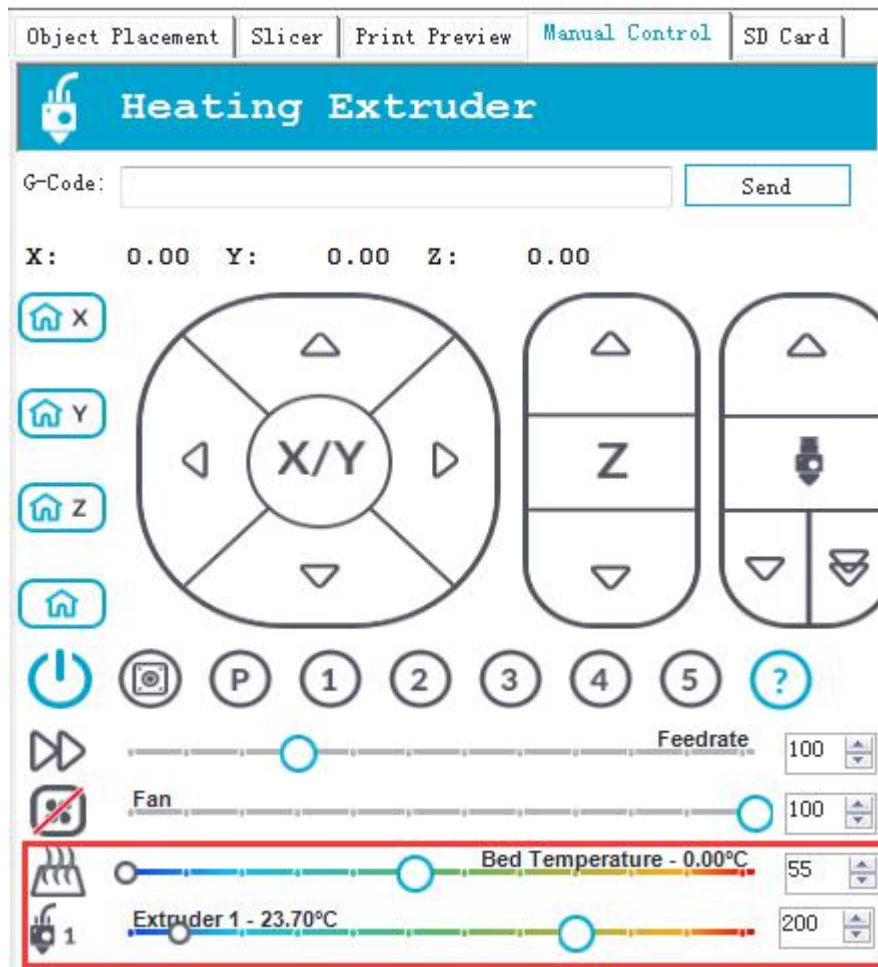 Object Placement Slicer Print Preview Manual Control SD Card
Heating Extruder
G-Code: Send
X: 0.00 Y: 0.00 Z: 0.00
X
Y
X/Y Z
Z
P 1 2 3 4 5 ?
Feedrate 100
Fan 100
Bed Temperature - 0.00°C 55
1 Extruder 1 - 23.70°C 200